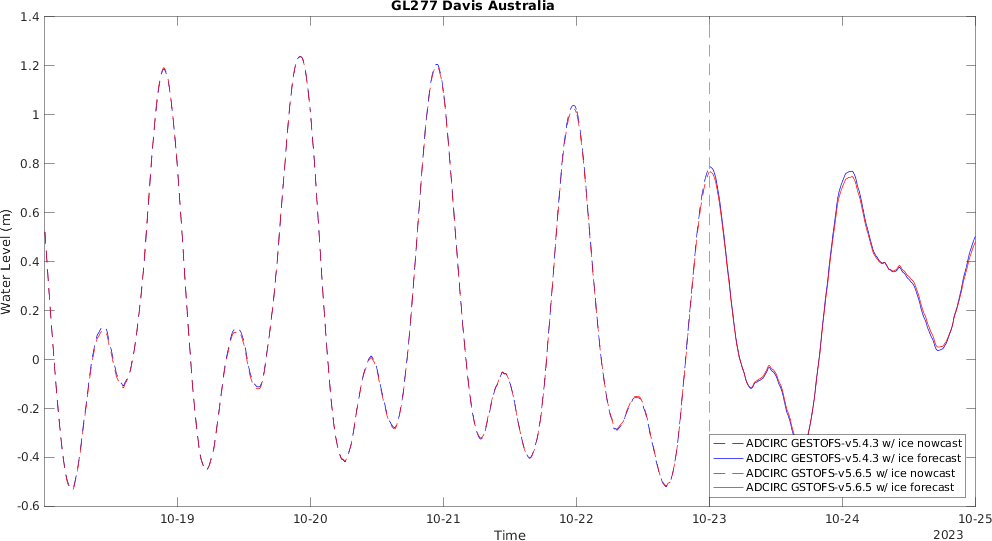 GL277 Davis Australia
1.4
1.2
1
0.8
0.6
0.4
0.2
0
-0.2
-0.4
-0.6
Water Level (m)
ADCIRC GESTOFS-v5.4.3 w/ ice nowcast
ADCIRC GESTOFS-v5.4.3 w/ ice forecast
ADCIRC GSTOFS-v5.6.5 w/ ice nowcast
ADCIRC GSTOFS-v5.6.5 w/ ice forecast
10-19 10-20 10-21 10-22 10-23 10-24 10-25
Time
2023